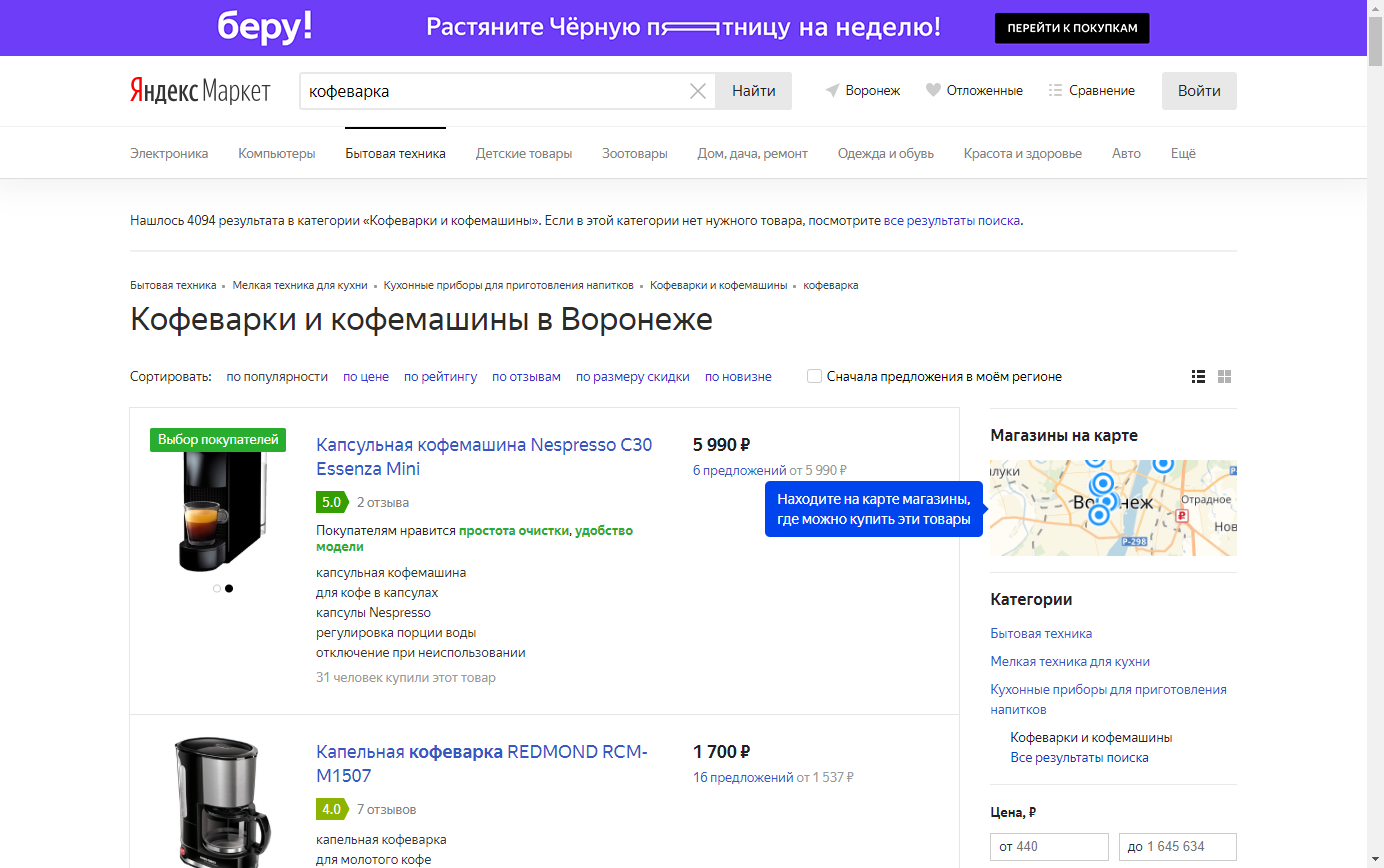 беру!
Растяните Чёрную пятницу на неделю!
ПЕРЕЙТИ К ПОКУПКАМ
Яндекс Маркет
кофеварка
Найти
Воронеж
Отложенные
Сравнение
Войти
Электроника
Компьютеры
Бытовая техника
Детские товары
Зоотовары
Дом, дача, ремонт
Одежда и обувь
Красота и здоровье
Авто
Ещё
Нашлось 4094 результата в категории «Кофеварки и кофемашины». Если в этой категории нет нужного товара, посмотрите все результаты поиска.
Бытовая техника • Мелкая техника для кухни • Кухонные приборы для приготовления напитков • Кофеварки и кофемашины • кофеварка
Кофеварки и кофемашины в Воронеже
Сортировать: по популярности по цене по рейтингу по отзывам по размеру скидки по новизне
Сначала предложения в моём регионе
Выбор покупателей
Капсульная кофемашина Nespresso C30
Essenza Mini
5.0 2 отзыва
Покупателям нравится простота очистки, удобство
модели
капсульная кофемашина
для кофе в капсулах
капсулы Nespresso
регулировка порции воды
отключение при неиспользовании
31 человек купили этот товар
5 990 ₽
6 предложений от 5 990 ₽
Находите на карте магазины,
где можно купить эти товары
Капельная кофеварка REDMOND RCM-
M1507
4.0 7 отзывов
капельная кофеварка
для молотого кофе
1 700 ₽
16 предложений от 1 537 ₽
Магазины на карте
луки
Отрадное
Нов
Р-298
Категории
Бытовая техника
Мелкая техника для кухни
Кухонные приборы для приготовления
напитков
Кофеварки и кофемашины
Все результаты поиска
Цена, ₽
от 440
до 1 645 634